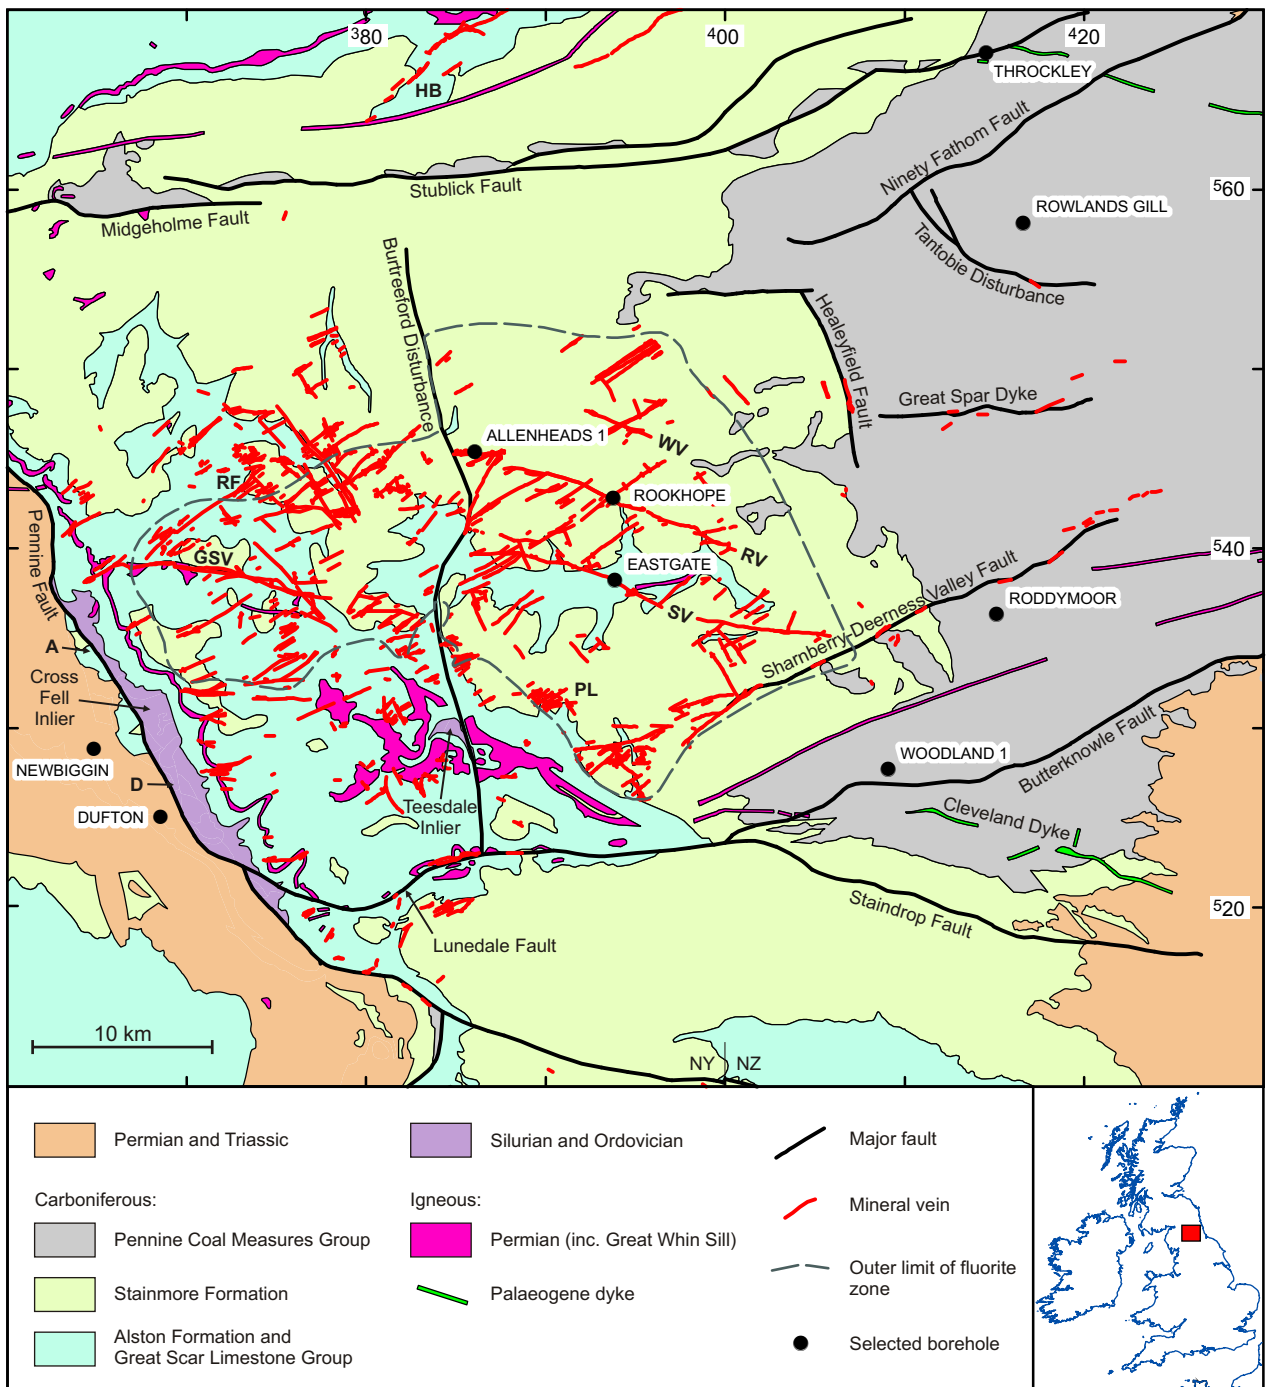 380
400
420
HB
THROCKLEY
Ninety Fathom Fault
Stublick Fault
560
ROWLANDS GILL
Midgeholme Fault
Tantobie Disturbance
Burtreeford Disturbance
Healeyfield Fault
Great Spar Dyke
ALLENHEADS 1
WV
RF
ROOKHOPE
Pennine Fault
GSV
RV
540
EASTGATE
SV
RODDYMOOR
Sharnberry-Deerness Valley Fault
A
Cross
Fell
Inlier
PL
NEWBIGGIN
WOODLAND 1
Butterknowle Fault
D
Teesdale
Inlier
DUFTON
Cleveland Dyke
Staindrop Fault
520
Lunedale Fault
10 km
NY
NZ
Permian and Triassic
Silurian and Ordovician
Major fault
Carboniferous:
Igneous:
Mineral vein
Pennine Coal Measures Group
Permian (inc. Great Whin Sill)
Outer limit of fluorite
zone
Stainmore Formation
Palaeogene dyke
Alston Formation and
Great Scar Limestone Group
Selected borehole